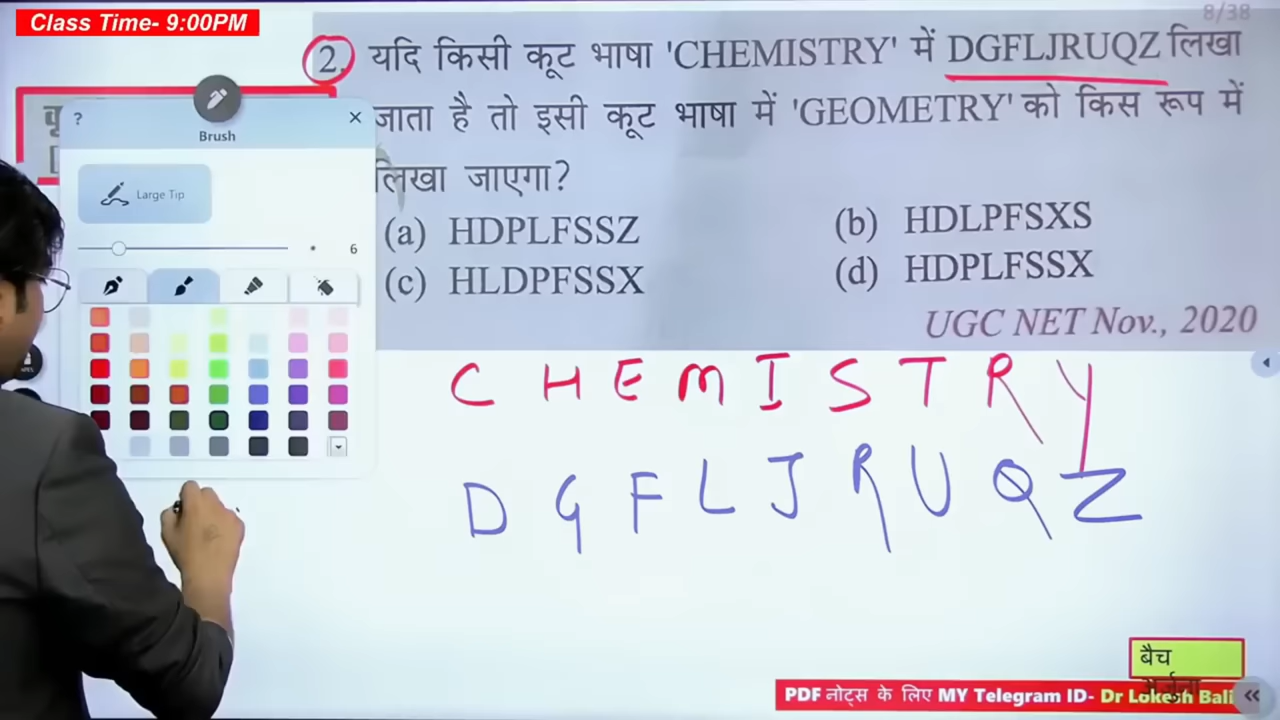 Class Time- 9:00PM
8/38
2. यदि किसी कूट भाषा 'CHEMISTRY' में DGFLJRUQZ लिखा
जाता है तो इसी कूट भाषा में 'GEOMETRY' को किस रूप में
लिखा जाएगा?
(a) HDPLFSSZ
(b) HDLPFSXS
(c) HLDPFSSX
(d) HDPLFSSX
UGC NET Nov., 2020
?
Brush
Large Tip
6
C H E M I S T R Y
D G F L J R U Q Z
बैच
PDF नोट्स के लिए MY Telegram ID- Dr Lokesh Bali